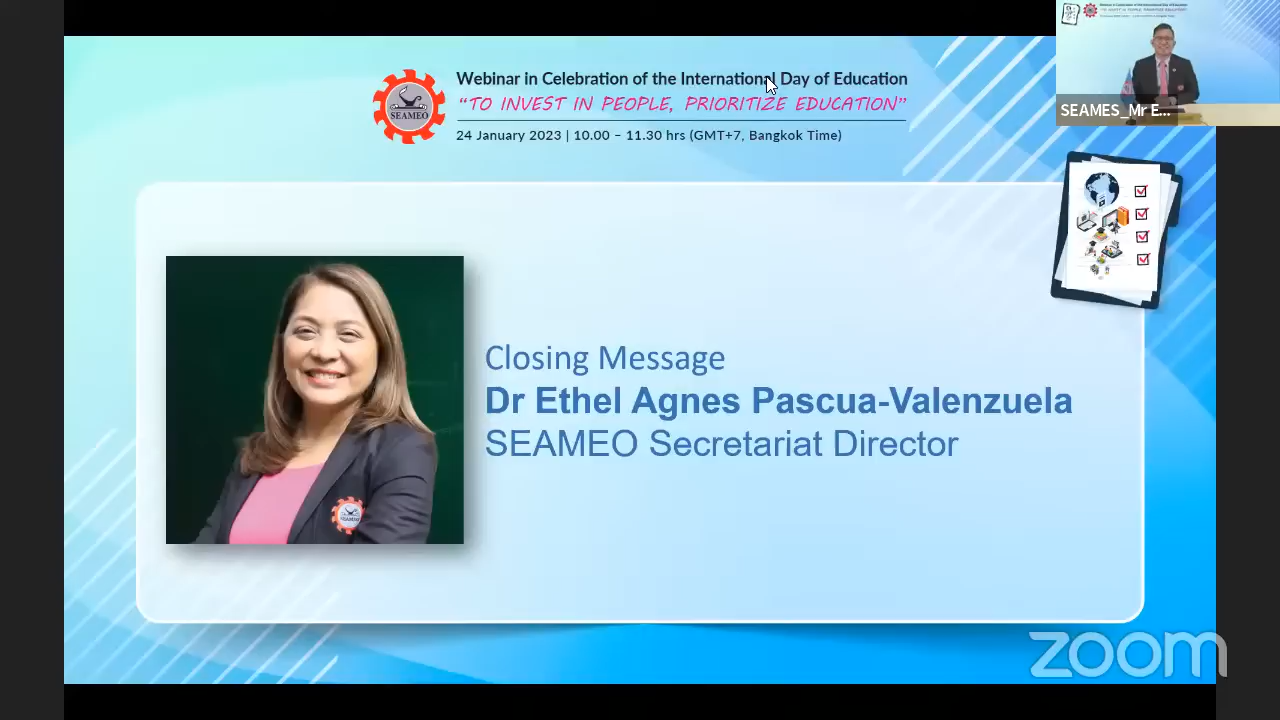 Webinar in Celebration of the International Day of Education
“TO INVEST IN PEOPLE, PRIORITIZE EDUCATION”
24 January 2023 | 10.00 – 11.30 hrs (GMT+7, Bangkok Time)
SEAMEO
SEAMES_Mr E...
Closing Message
Dr Ethel Agnes Pascua-Valenzuela
SEAMEO Secretariat Director
SEAMEO
zoom